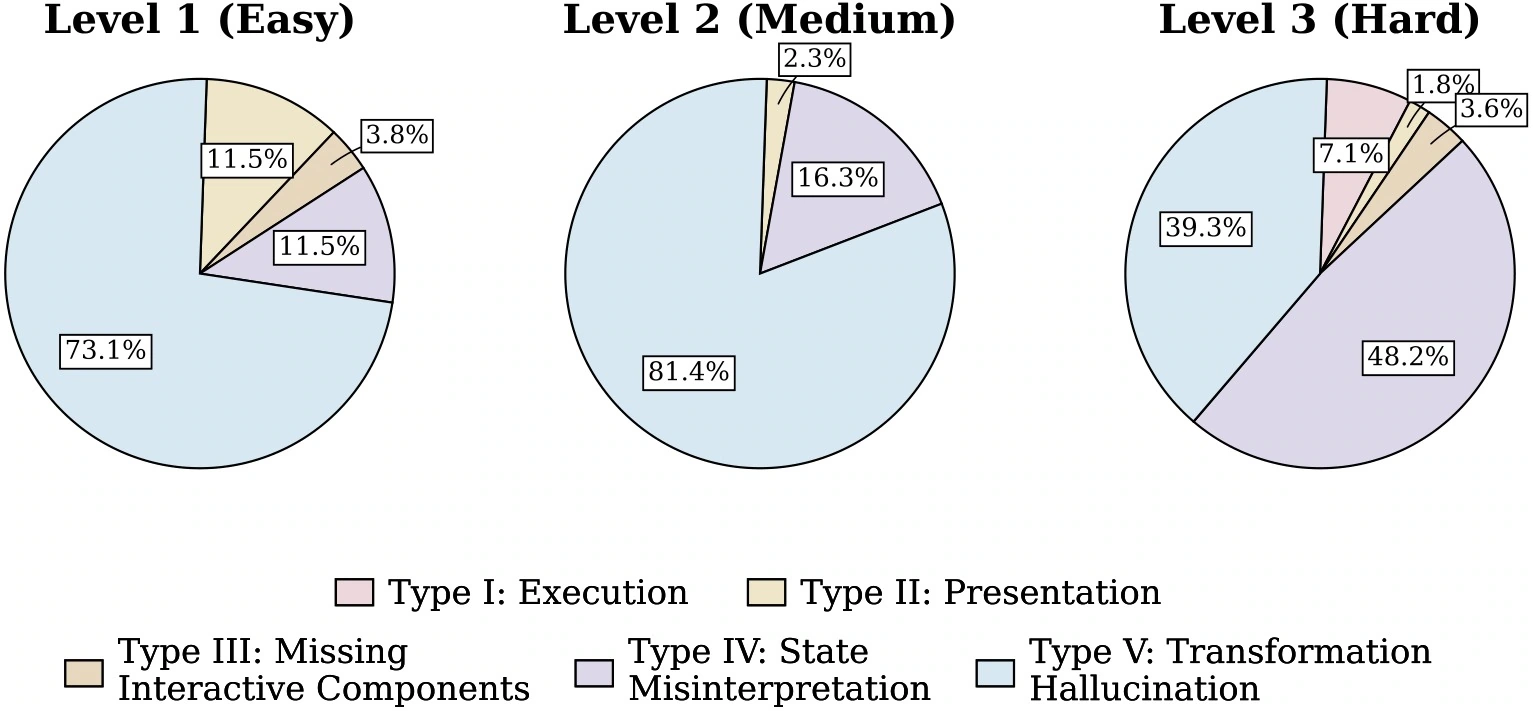 Level 1 (Easy)
Level 2 (Medium)
Level 3 (Hard)
11.5%
3.8%
11.5%
73.1%
2.3%
16.3%
81.4%
1.8%
3.6%
7.1%
39.3%
48.2%
Type I: Execution
Type II: Presentation
Type III: Missing
Interactive Components
Type IV: State
Misinterpretation
Type V: Transformation
Hallucination